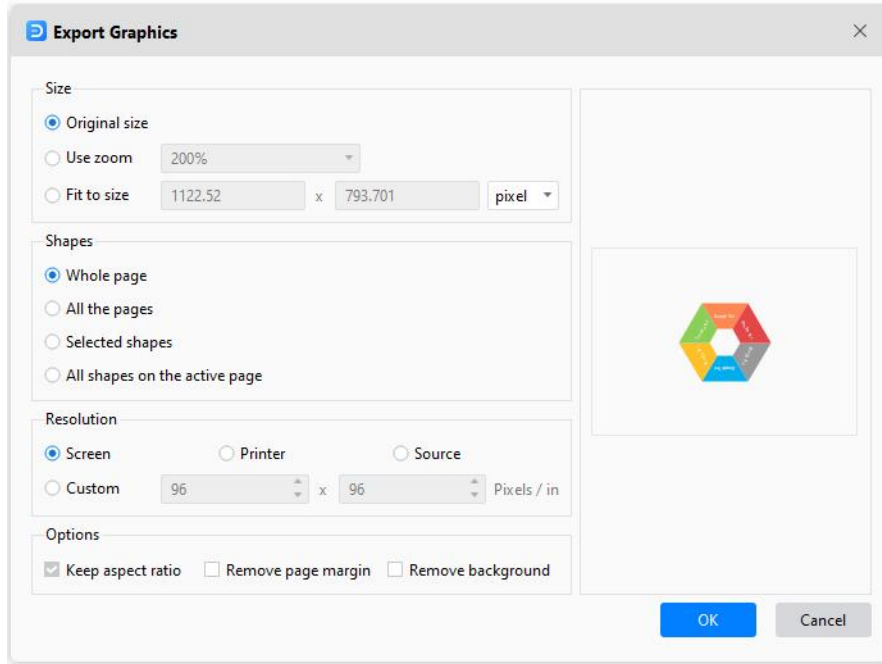 Export Graphics
Size
Original size
Use zoom 200%
Fit to size 1122.52 x 793.701 pixel
Shapes
Whole page
All the pages
Selected shapes
All shapes on the active page
Resolution
Screen Printer Source
Custom 96 x 96 Pixels / in
Options
Keep aspect ratio Remove page margin Remove background
OK Cancel